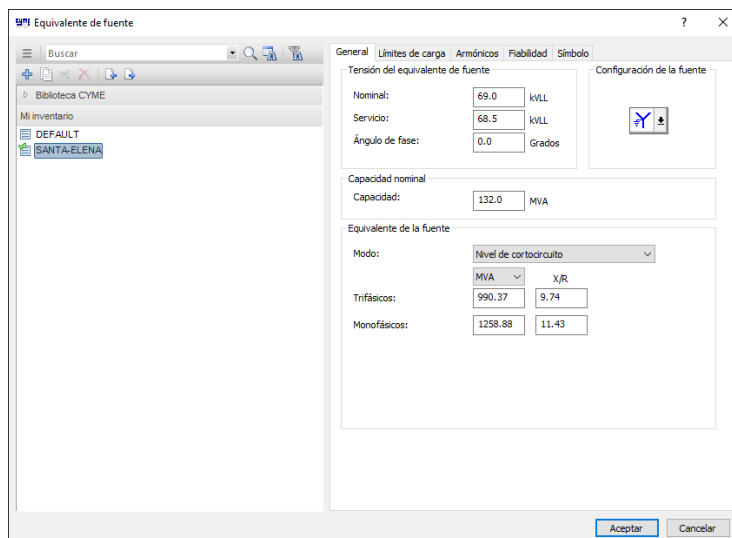 Equivalente de fuente
?
Buscar
General Límites de carga Armónicos Fiabilidad Símbolo
Biblioteca CYME
Mi inventario
DEFAULT
SANTA-ELENA
Tensión del equivalente de fuente
Nominal: 69.0 kVLL
Servicio: 68.5 kVLL
Ángulo de fase: 0.0 Grados
Configuración de la fuente
Capacidad nominal
Capacidad: 132.0 MVA
Equivalente de la fuente
Modo: Nivel de cortocircuito
MVA X/R
Trifásicos: 990.37 9.74
Monofásicos: 1258.88 11.43
Aceptar Cancelar